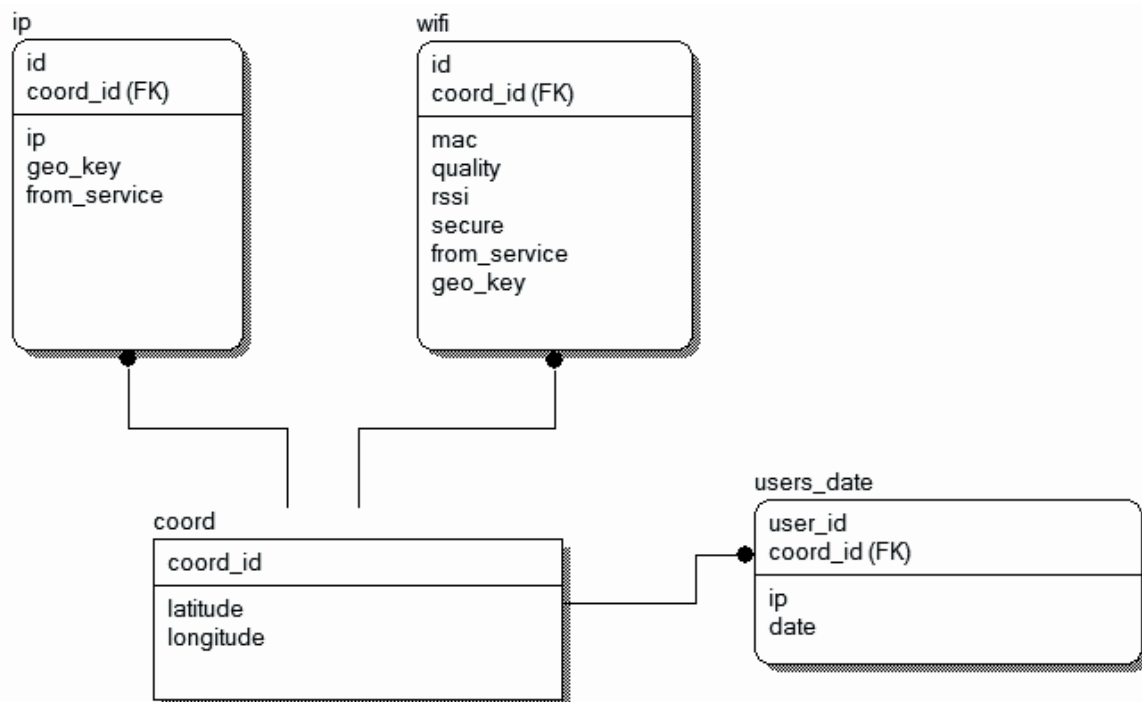 ip
id
coord_id (FK)
ip
geo_key
from_service
wifi
id
coord_id (FK)
mac
quality
rssi
secure
from_service
geo_key
coord
coord_id
latitude
longitude
users_date
user_id
coord_id (FK)
ip
date